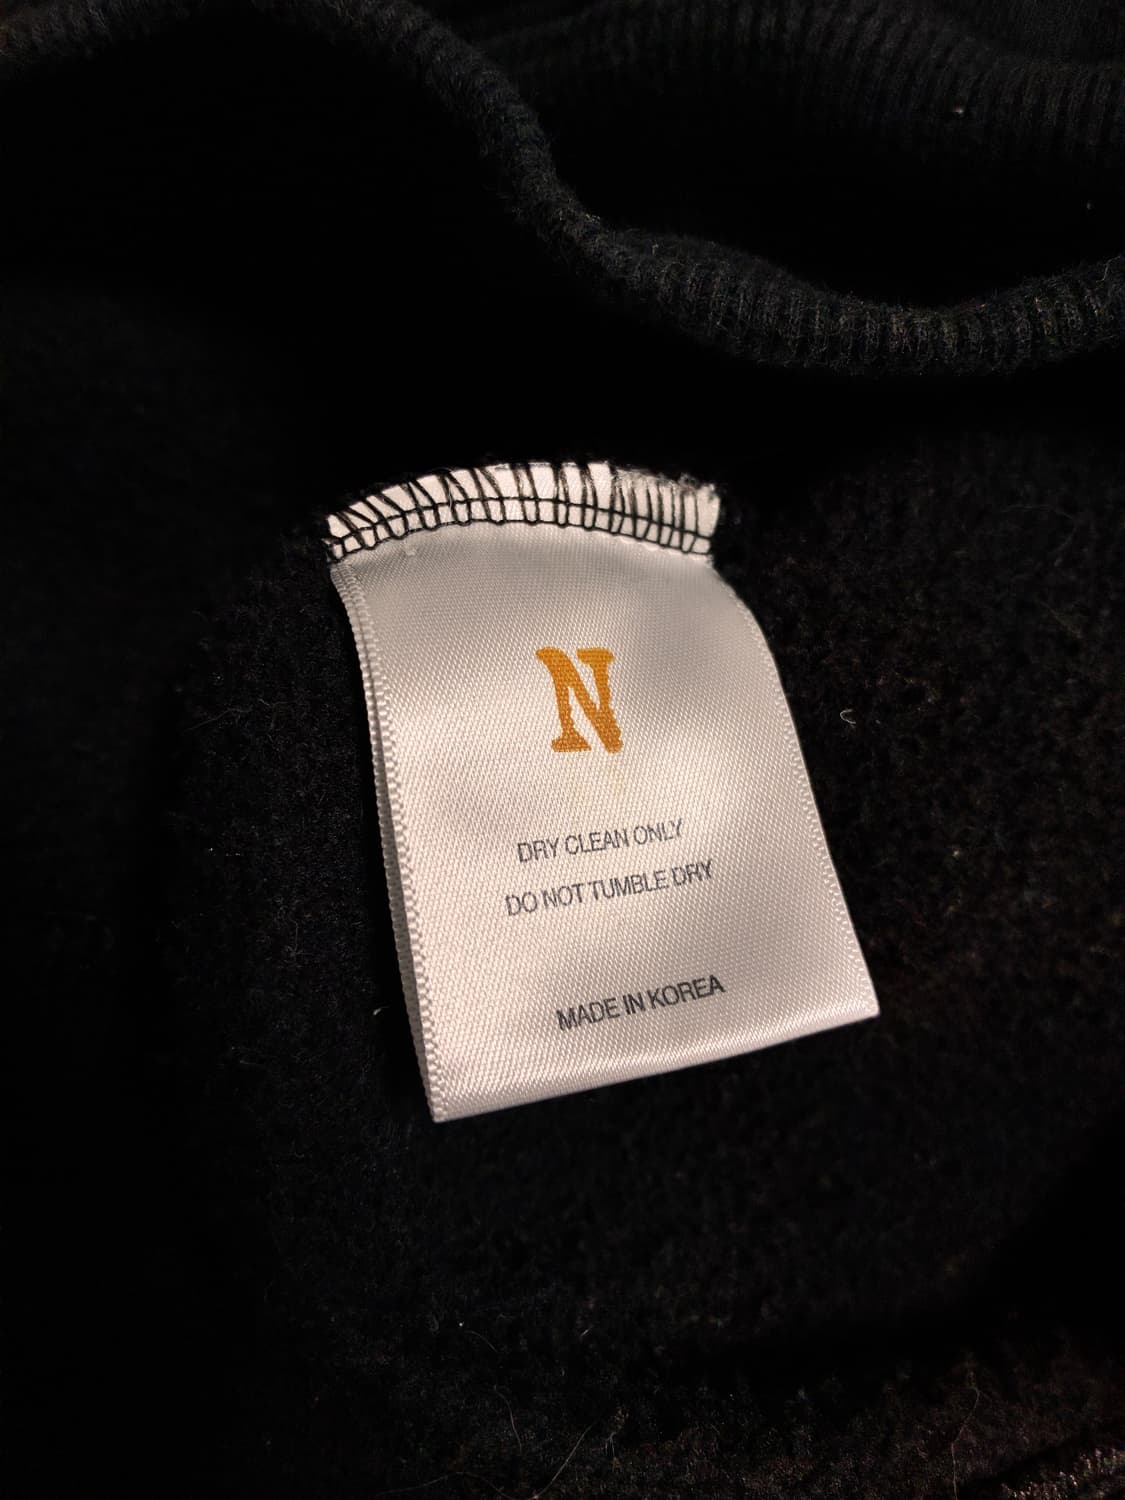 N
DRY CLEAN ONLY
DO NOT TUMBLE DRY
MADE IN KOREA